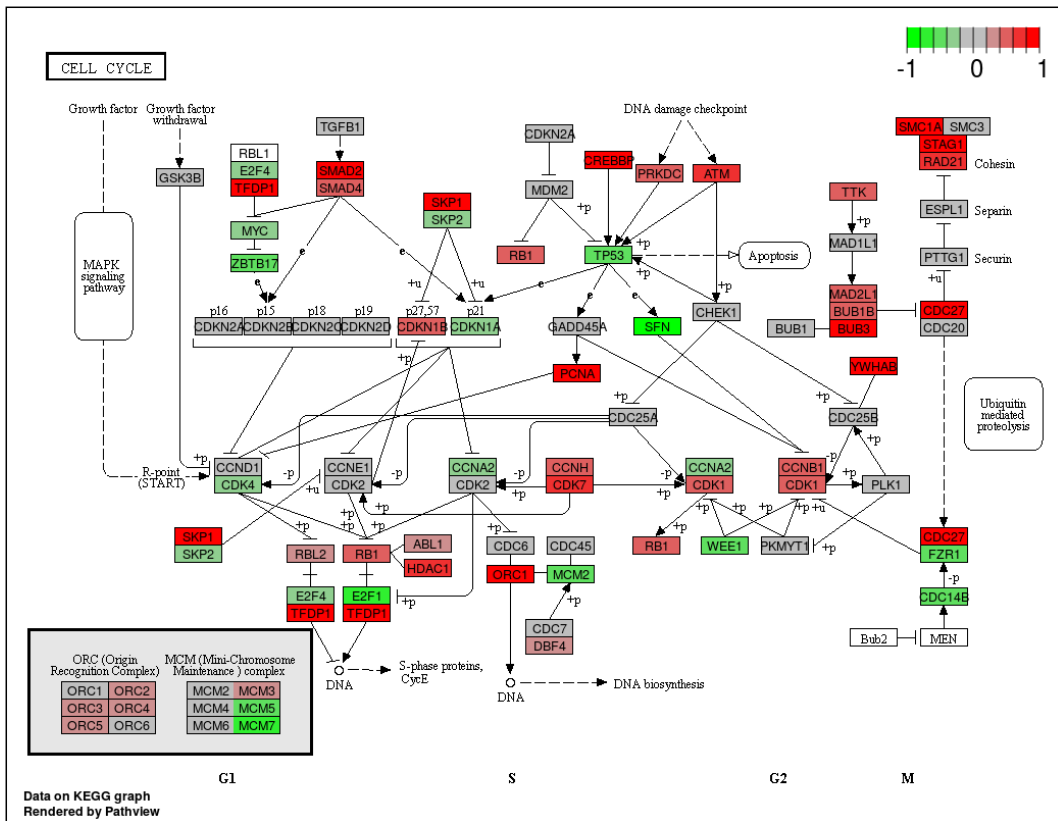 -1 0 1
CELL CYCLE
Growth factor
Growth factor
withdrawal
DNA damage checkpoint
TGFB1
CDKN2A
SMC1A SMC3
STAG1
RAD21
Cohesin
RBL1
E2F4
TFDP1
GSK3B
SMAD2
SMAD4
CREBBP
PRKDC
ATM
MDM2
TTK
+p
SKP1
SKP2
ESPL1
Separin
MYC
ZBTB17
RB1
+p
TP53
+p
Apoptosis
MAD1L1
PTTG1
Securin
MAPK
signaling
pathway
e
e
e
e
e
+u
+u
+p
+u
MAD2L1
BUB1B
BUB3
BUB1
CDC27
CDC20
p16
p15
p18
p19
p27,57
p21
CDKN2A
CDKN2B
CDKN2C
CDKN2D
CDKN1B
CDKN1A
GADD45A
SFN
CHEK1
+p
PCNA
YWHAB
Ubiquitin
mediated
proteolysis
+p
+p
CDC25A
CDC25B
R-point
(START)
+p
CCND1
CDK4
-p
CCNE1
CDK2
-p
CCNA2
CDK2
-p
+p
CCNH
CDK7
+p
-p
CCNA2
CDK1
CCNB1
CDK1
-p
+p
+p
+p
PLK1
+u
SKP1
SKP2
+p
+p
+p
+p
+p
+p
+p
+u
RBL2
RB1
ABL1
HDAC1
CDC6
CDC45
RB1
WEE1
PKMYT1
+p
CDC27
FZR1
ORC1
MCM2
E2F4
TFDP1
E2F1
TFDP1
+p
+p
-p
CDC14B
CDC7
DBF4
Bub2
MEN
DNA
S-phase proteins,
CycE
DNA
DNA biosynthesis
ORC (Origin
Recognition Complex)
MCM (Mini-Chromosome
Maintenance ) complex
ORC1 ORC2 MCM2 MCM3
ORC3 ORC4 MCM4 MCM5
ORC5 ORC6 MCM6 MCM7
G1 S G2 M
Data on KEGG graph
Rendered by Pathview